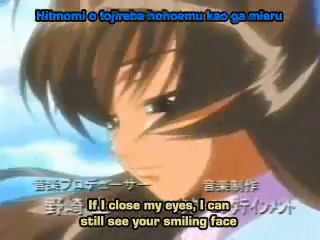 Hitmomi o tojireba hohoemu kao ga mieru
音楽プロデューサー 音楽制作
野崎
If I close my eyes, I can
still see your smiling face